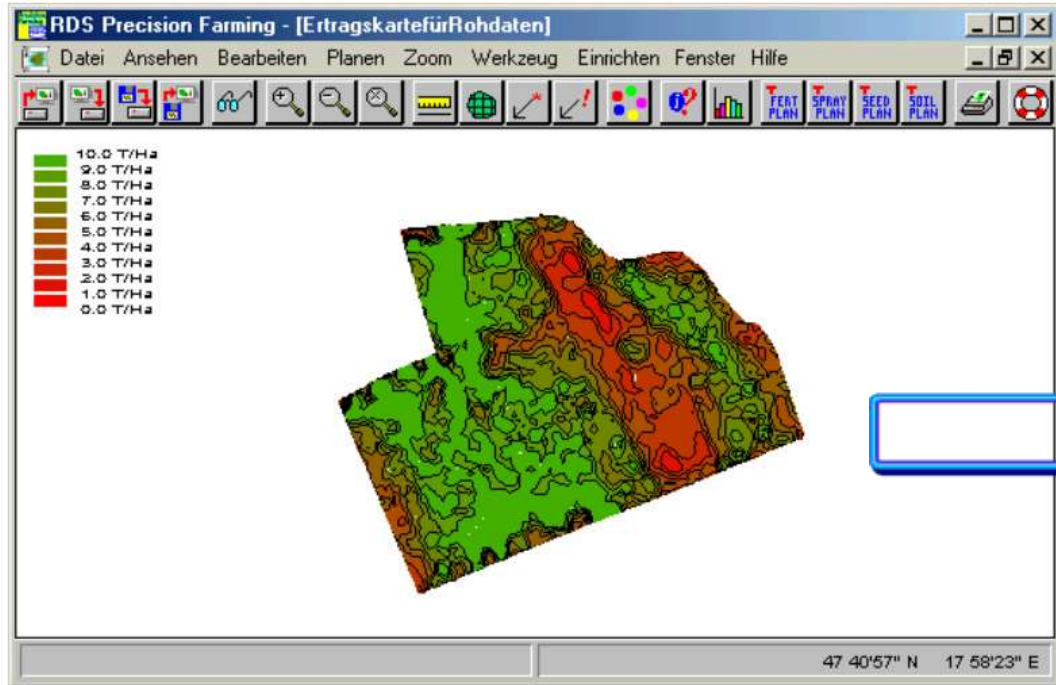 RDS Precision Farming - [ErtragskartefürRohdaten]
Datei Ansehen Bearbeiten Planen Zoom Werkzeug Einrichten Fenster Hilfe
T FERT PLAN T SPRAY PLAN T SEED PLAN T SOIL PLAN
10.0 T/Ha
9.0 T/Ha
8.0 T/Ha
7.0 T/Ha
6.0 T/Ha
5.0 T/Ha
4.0 T/Ha
3.0 T/Ha
2.0 T/Ha
1.0 T/Ha
0.0 T/Ha
47 40'57" N 17 58'23" E